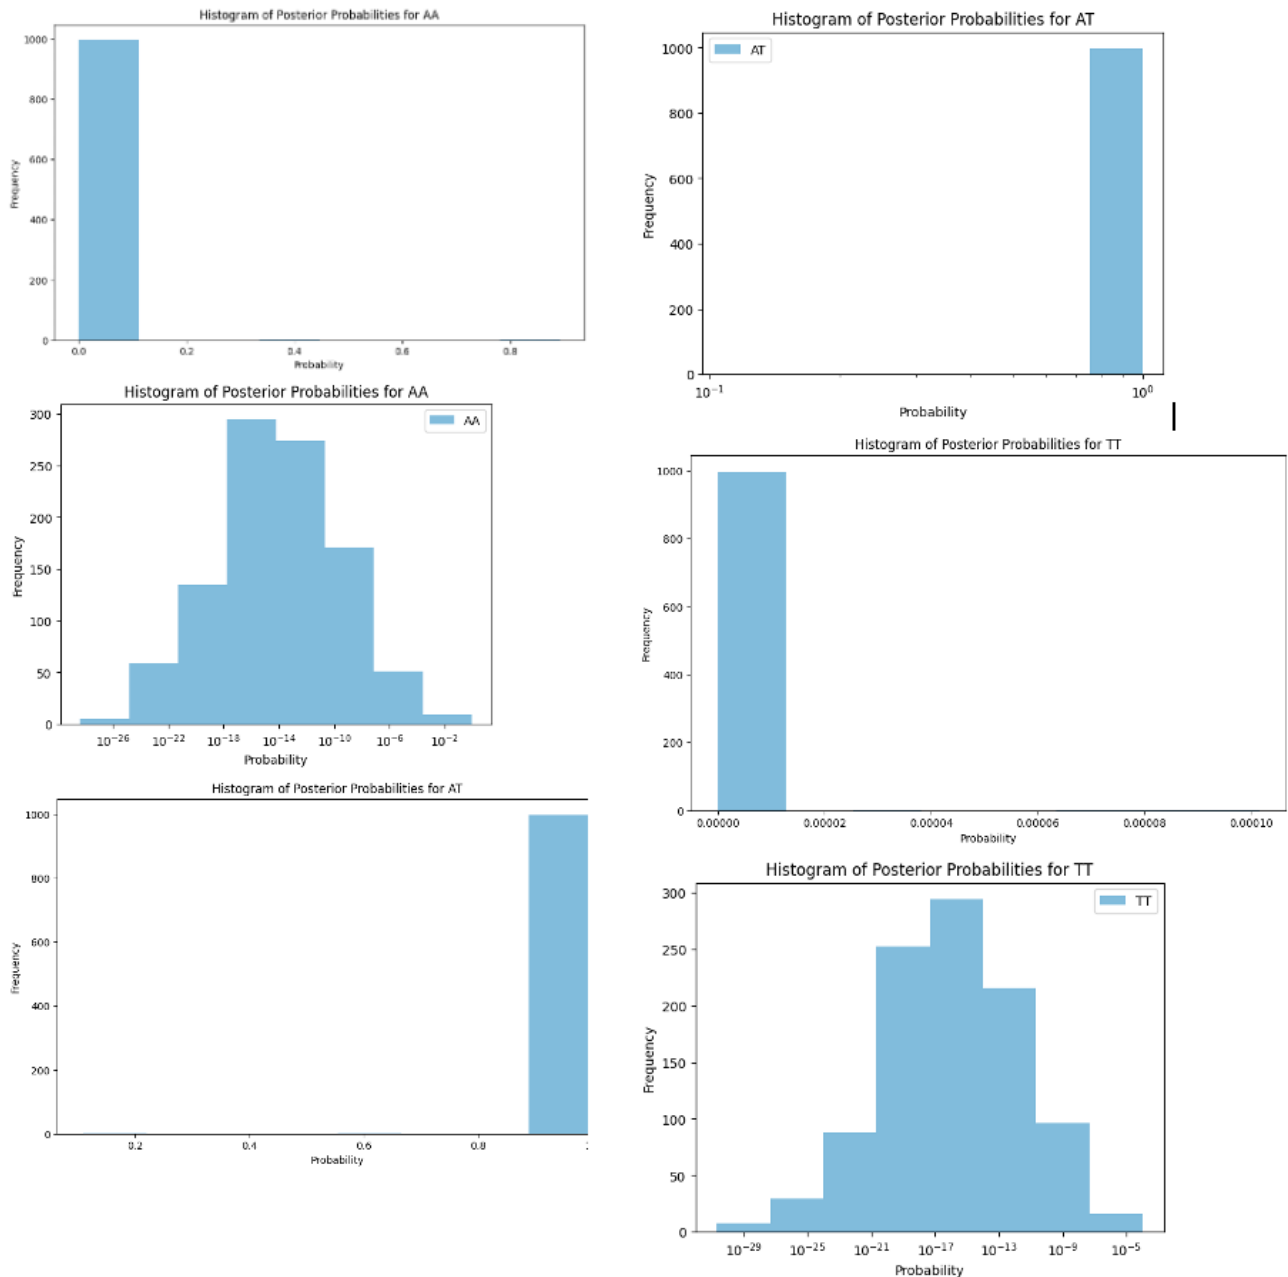 Histogram of Posterior Probabilities for AA
1000
800
600
400
200
0
Frequency
0.0 0.2 0.4 0.6 0.8
Probability
Histogram of Posterior Probabilities for AT
AT
1000
800
600
400
200
0
Frequency
10⁻¹ 10⁰
Probability
Histogram of Posterior Probabilities for AA
AA
300
250
200
150
100
50
0
Frequency
10⁻²⁶ 10⁻²² 10⁻¹⁸ 10⁻¹⁴ 10⁻¹⁰ 10⁻⁶ 10⁻²
Probability
Histogram of Posterior Probabilities for TT
1000
800
600
400
200
0
Frequency
0.00000 0.00002 0.00004 0.00006 0.00008 0.00010
Probability
Histogram of Posterior Probabilities for AT
1000
800
600
400
200
0
Frequency
0.2 0.4 0.6 0.8
Probability
Histogram of Posterior Probabilities for TT
TT
300
250
200
150
100
50
0
Frequency
10⁻²⁹ 10⁻²⁵ 10⁻²¹ 10⁻¹⁷ 10⁻¹³ 10⁻⁹ 10⁻⁵
Probability